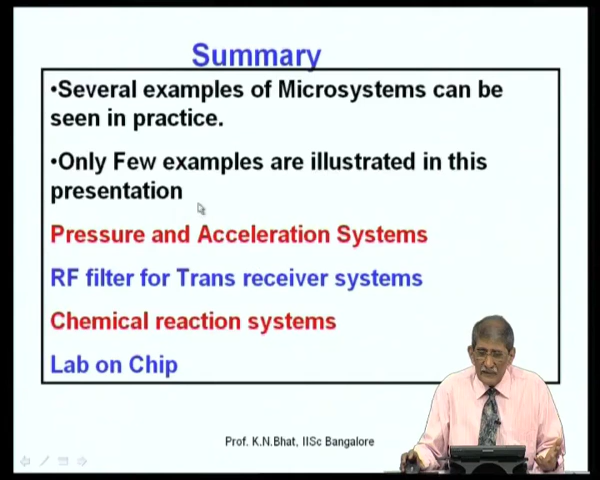 Summary
•Several examples of Microsystems can be
seen in practice.
•Only Few examples are illustrated in this
presentation
Pressure and Acceleration Systems
RF filter for Trans receiver systems
Chemical reaction systems
Lab on Chip
Prof. K.N.Bhat, IISc Bangalore